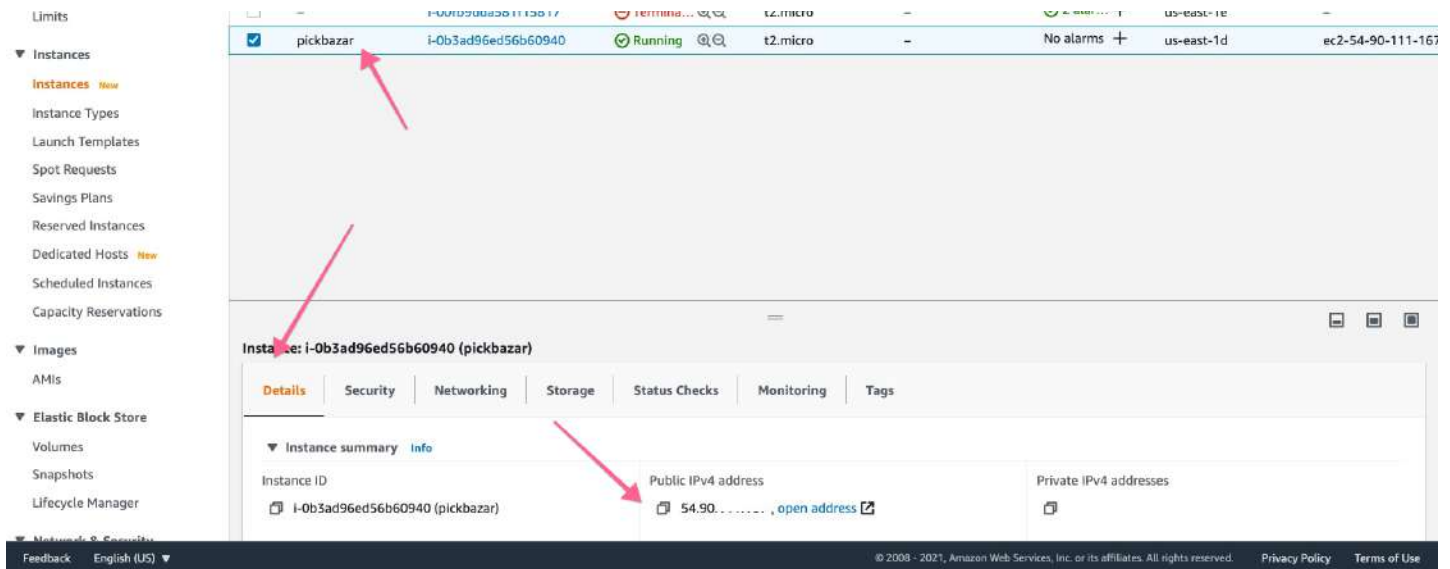 Limits
t2.micro
us-east-1e
pickbazar i-0b3ad96ed56b60940 Running t2.micro – No alarms + us-east-1d ec2-54-90-111-167
Instances
Instances New
Instance Types
Launch Templates
Spot Requests
Savings Plans
Reserved Instances
Dedicated Hosts New
Scheduled Instances
Capacity Reservations
Images
AMIs
Elastic Block Store
Volumes
Snapshots
Lifecycle Manager
Network & Security
Instance: i-0b3ad96ed56b60940 (pickbazar)
Details Security Networking Storage Status Checks Monitoring Tags
Instance summary Info
Instance ID Public IPv4 address Private IPv4 addresses
i-0b3ad96ed56b60940 (pickbazar) 54.90. , open address
Feedback English (US) © 2008 - 2021, Amazon Web Services, Inc. or its affiliates. All rights reserved. Privacy Policy Terms of Use